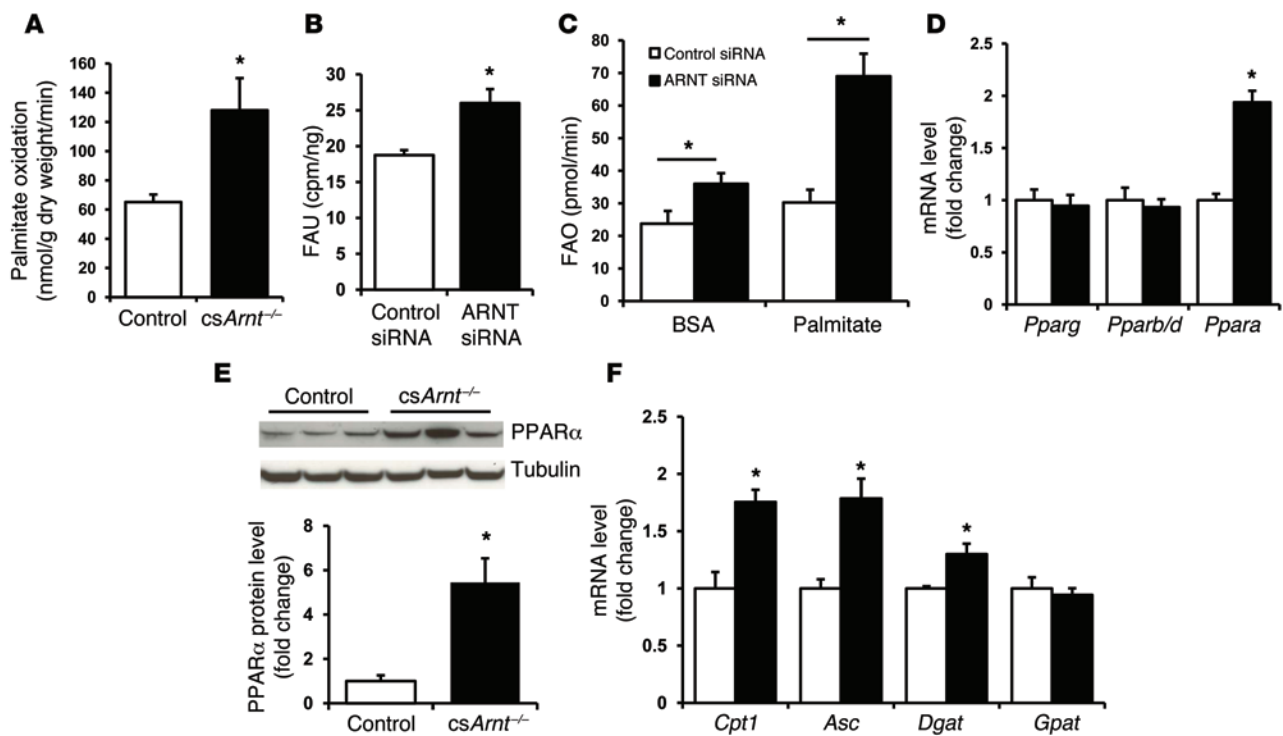 A
Palmitate oxidation
(nmol/g dry weight/min)
160
140
120
100
80
60
40
20
0
*
Control
csArnt–/–
B
FAU (cpm/ng)
30
25
20
15
10
5
0
*
Control
siRNA
ARNT
siRNA
C
FAO (pmol/min)
80
70
60
50
40
30
20
10
0
Control siRNA
ARNT siRNA
*
*
BSA
Palmitate
D
mRNA level
(fold change)
2.5
2
1.5
1
0.5
0
*
Pparg
Pparb/d
Ppara
E
Control
csArnt–/–
PPARα
Tubulin
PPARα protein level
(fold change)
8
6
4
2
0
*
Control
csArnt–/–
F
mRNA level
(fold change)
2.5
2
1.5
1
0.5
0
*
*
*
Cpt1
Asc
Dgat
Gpat